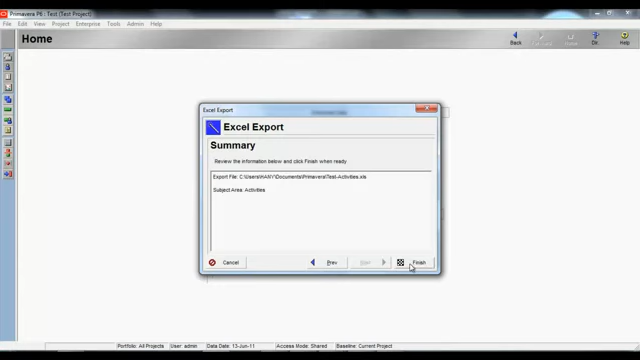 Primavera P6 : Test (Test Project)
File Edit View Project Enterprise Tools Admin Help
Home
Back
Home
Dir.
Help
Excel Export
Excel Export
Summary
Review the information below and click Finish when ready
Export File: C:\Users\HANY\Documents\Primavera\Test-Activities.xls
Subject Area: Activities
Cancel
Prev
Next
Finish
Portfolio: All Projects
User: admin
Data Date: 13-Jun-11
Access Mode: Shared
Baseline: Current Project